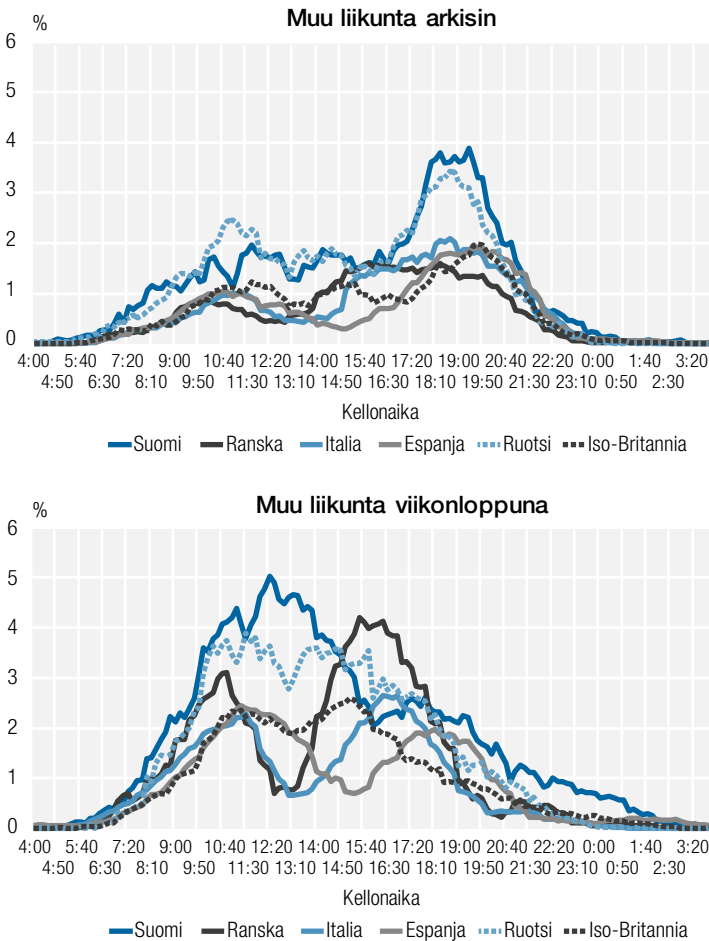 Muu liikunta arkisin
%
6
5
4
3
2
1
0
4:00 5:40 7:20 9:00 10:40 12:20 14:00 15:40 17:20 19:00 20:40 22:20 0:00 1:40 3:20
4:50 6:30 8:10 9:50 11:30 13:10 14:50 16:30 18:10 19:50 21:30 23:10 0:50 2:30
Kellonaika
Suomi Ranska Italia Espanja Ruotsi Iso-Britannia
Muu liikunta viikonloppuna
%
6
5
4
3
2
1
0
4:00 5:40 7:20 9:00 10:40 12:20 14:00 15:40 17:20 19:00 20:40 22:20 0:00 1:40 3:20
4:50 6:30 8:10 9:50 11:30 13:10 14:50 16:30 18:10 19:50 21:30 23:10 0:50 2:30
Kellonaika
Suomi Ranska Italia Espanja Ruotsi Iso-Britannia